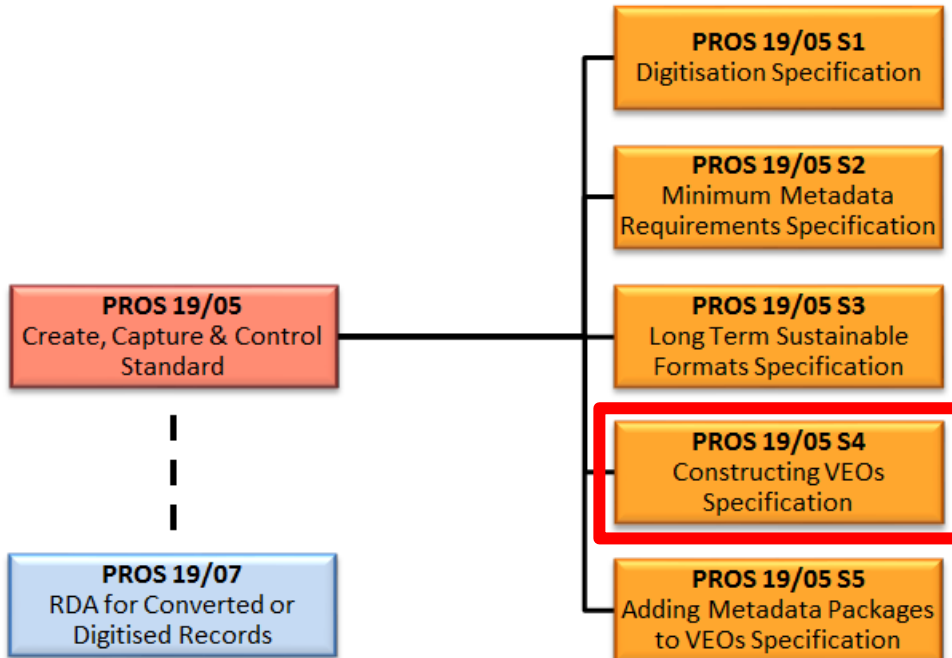 PROS 19/05 S1
Digitisation Specification
PROS 19/05 S2
Minimum Metadata
Requirements Specification
PROS 19/05
Create, Capture & Control
Standard
PROS 19/05 S3
Long Term Sustainable
Formats Specification
PROS 19/05 S4
Constructing VEOs
Specification
PROS 19/07
RDA for Converted or
Digitised Records
PROS 19/05 S5
Adding Metadata Packages
to VEOs Specification